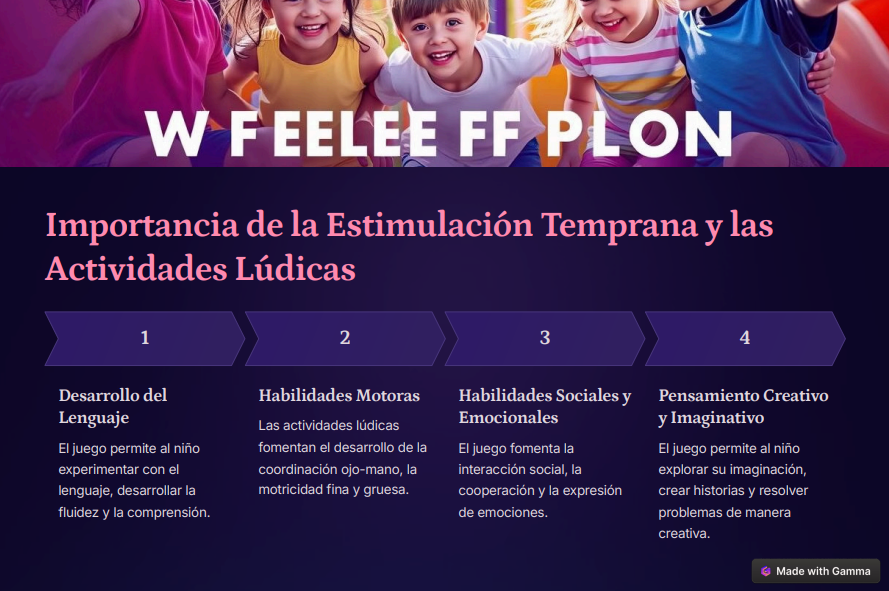 W FEELEE FF PLON
Importancia de la Estimulación Temprana y las
Actividades Lúdicas
1
2
3
4
Desarrollo del
Lenguaje
El juego permite al niño
experimentar con el
lenguaje, desarrollar la
fluidez y la comprensión.
Habilidades Motoras
Las actividades lúdicas
fomentan el desarrollo de la
coordinación ojo-mano, la
motricidad fina y gruesa.
Habilidades Sociales y
Emocionales
El juego fomenta la
interacción social, la
cooperación y la expresión
de emociones.
Pensamiento Creativo
y Imaginativo
El juego permite al niño
explorar su imaginación,
crear historias y resolver
problemas de manera
creativa.
Made with Gamma